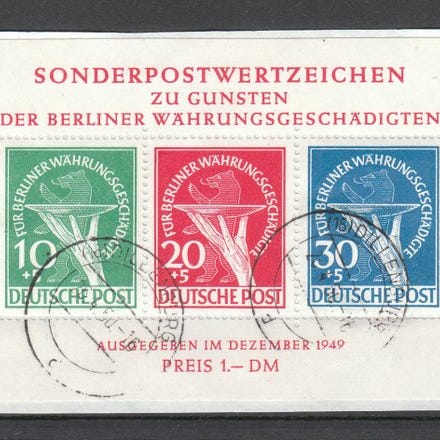 SONDERPOSTWERTZEICHEN
ZU GUNSTEN
DER BERLINER WÄHRUNGSGESCHÄDIGTEN
FÜR BERLINER WÄHRUNGSGESCHÄDIGTE
10
+5
DEUTSCHE POST
FÜR BERLINER WÄHRUNGSGESCHÄDIGTE
20
+5
DEUTSCHE POST
FÜR BERLINER WÄHRUNGSGESCHÄDIGTE
30
+5
DEUTSCHE POST
AUSGEGEBEN IM DEZEMBER 1949
PREIS 1.— DM